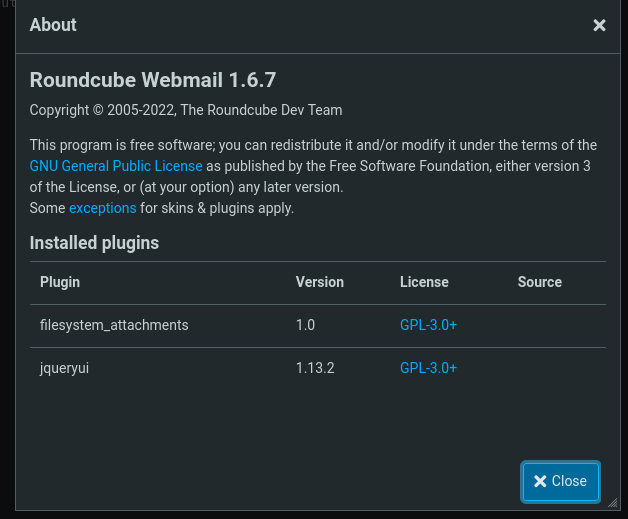 About
Roundcube Webmail 1.6.7
Copyright © 2005-2022, The Roundcube Dev Team
This program is free software; you can redistribute it and/or modify it under the terms of the
GNU General Public License as published by the Free Software Foundation, either version 3
of the License, or (at your option) any later version.
Some exceptions for skins & plugins apply.
Installed plugins
Plugin Version License Source
filesystem_attachments 1.0 GPL-3.0+
jqueryui 1.13.2 GPL-3.0+
Close